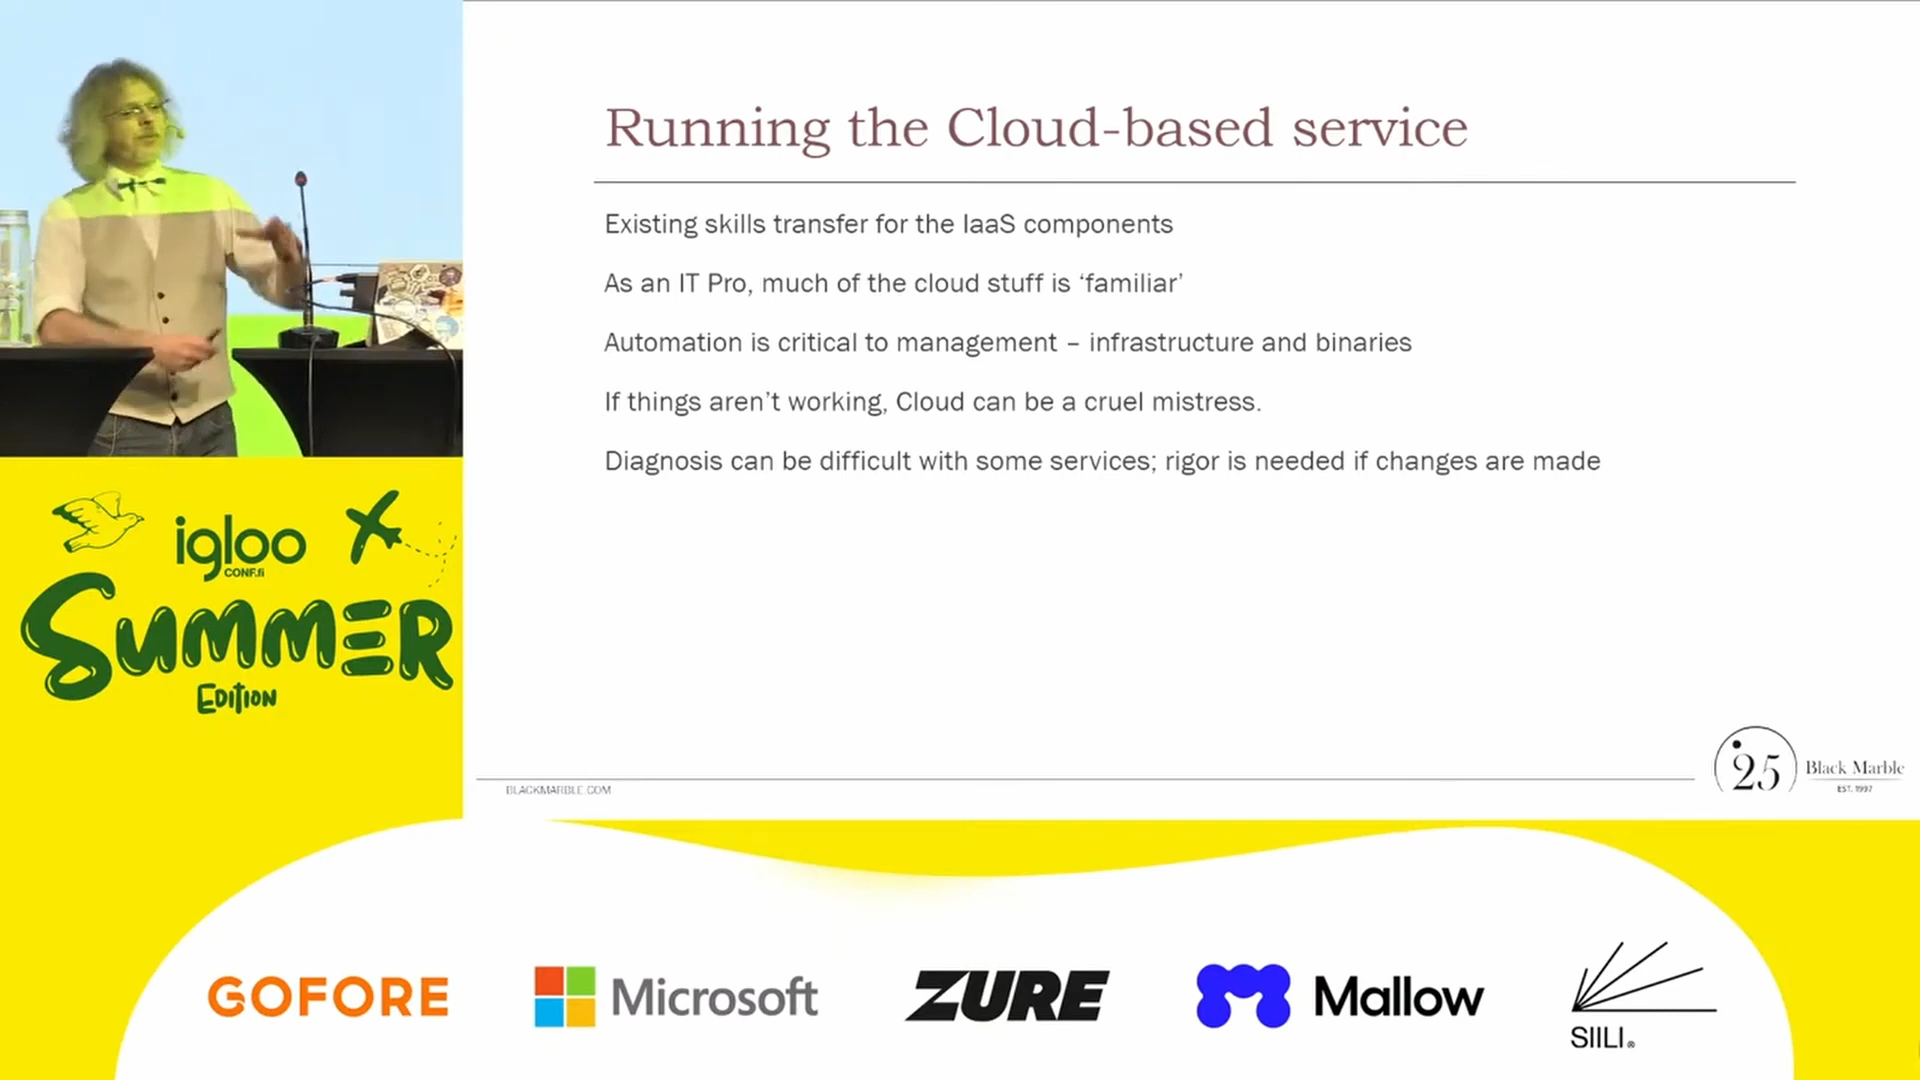 Running the Cloud-based service
Existing skills transfer for the IaaS components
As an IT Pro, much of the cloud stuff is ‘familiar’
Automation is critical to management – infrastructure and binaries
If things aren’t working, Cloud can be a cruel mistress.
Diagnosis can be difficult with some services; rigor is needed if changes are made
BLACKMARBLE.COM
25
Black Marble
EST. 1997
igloo
CONF.fi
SUMMER
EDITION
GOFORE
Microsoft
ZURE
Mallow
SIILI®